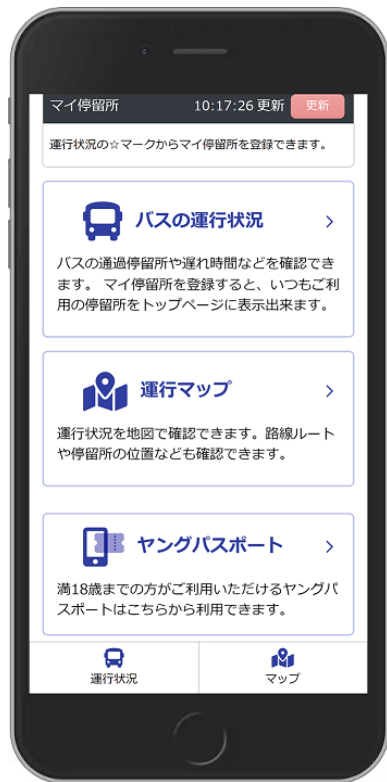 マイ停留所 10:17:26 更新 更新
運行状況の☆マークからマイ停留所を登録できます。
バスの運行状況
バスの通過停留所や遅れ時間などを確認でき
ます。 マイ停留所を登録すると、いつもご利
用の停留所をトップページに表示出来ます。
運行マップ
運行状況を地図で確認できます。路線ルート
や停留所の位置なども確認できます。
ヤングパスポート
満18歳までの方がご利用いただけるヤングパ
スポートはこちらから利用できます。
運行状況 マップ